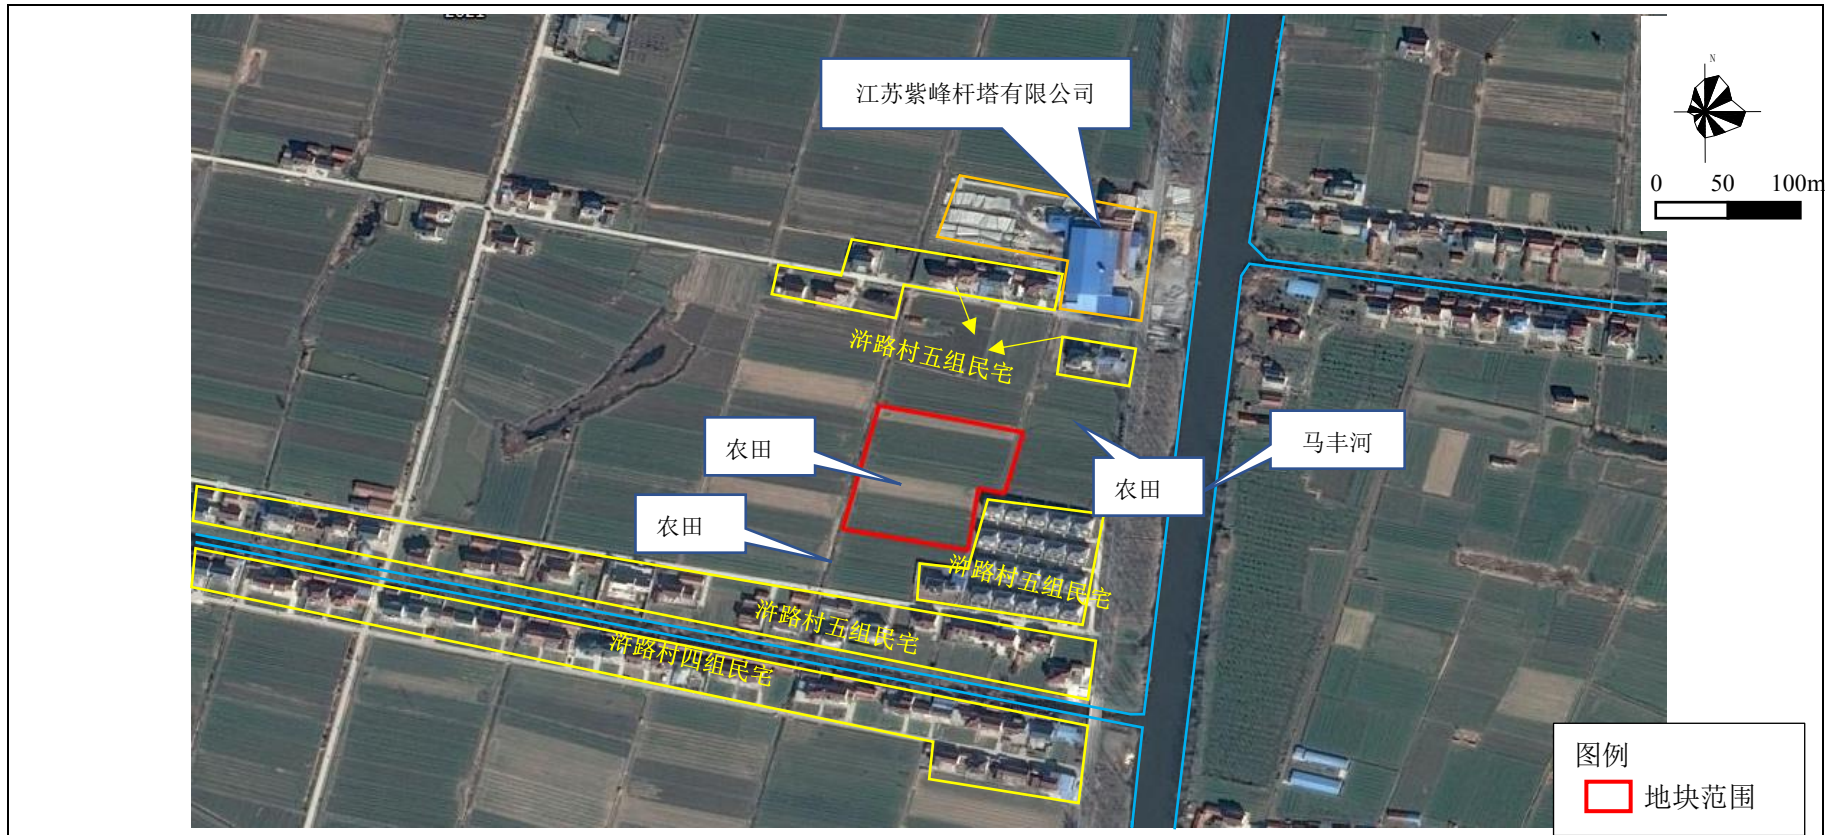 2021
江苏紫峰杆塔有限公司
N
0 50 100m
浒路村五组民宅
农田
马丰河
农田
农田
浒路村五组民宅
浒路村五组民宅
浒路村四组民宅
图例
地块范围